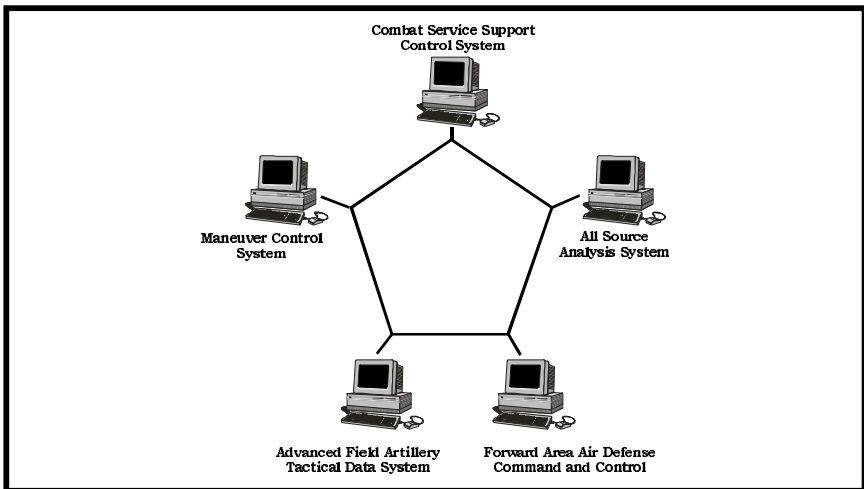 Combat Service Support
Control System
Maneuver Control
System
All Source
Analysis System
Advanced Field Artillery
Tactical Data System
Forward Area Air Defense
Command and Control